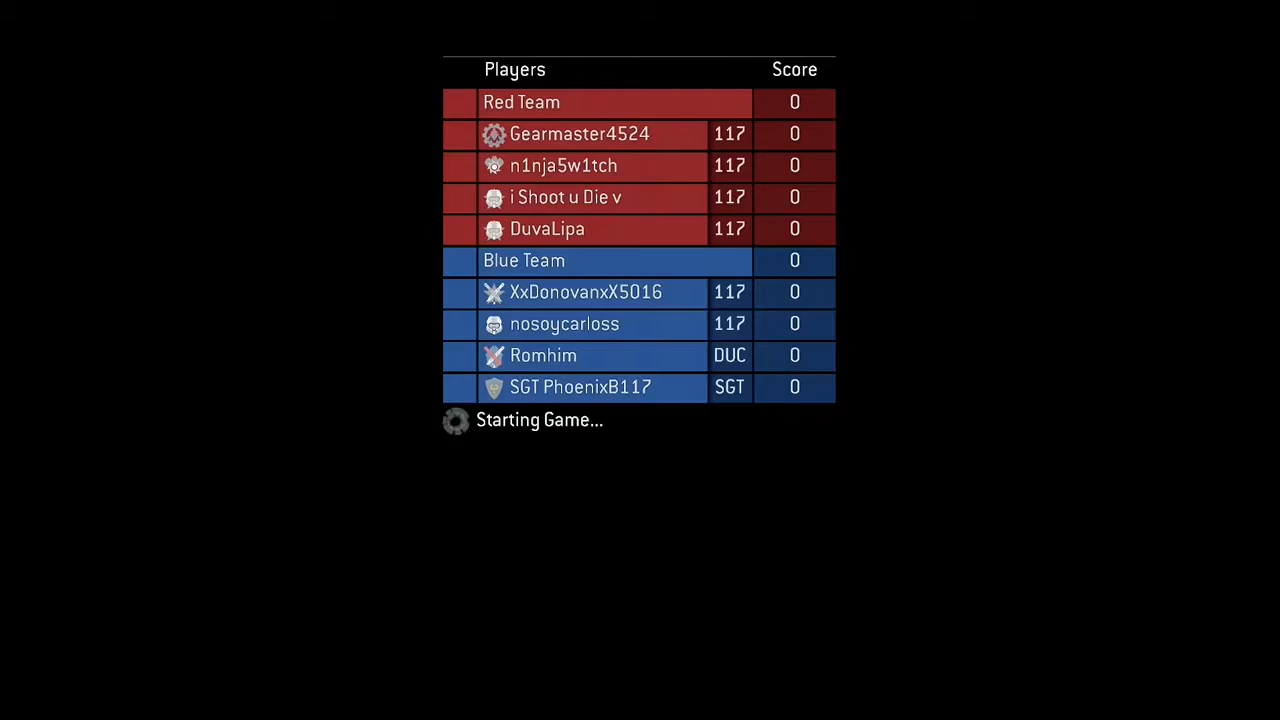 Players Score
Red Team 0
Gearmaster4524 117 0
n1nja5w1tch 117 0
i Shoot u Die v 117 0
DuvaLipa 117 0
Blue Team 0
XxDonovanxX5016 117 0
nosoycarloss 117 0
Romhim DUC 0
SGT PhoenixB117 SGT 0
Starting Game...